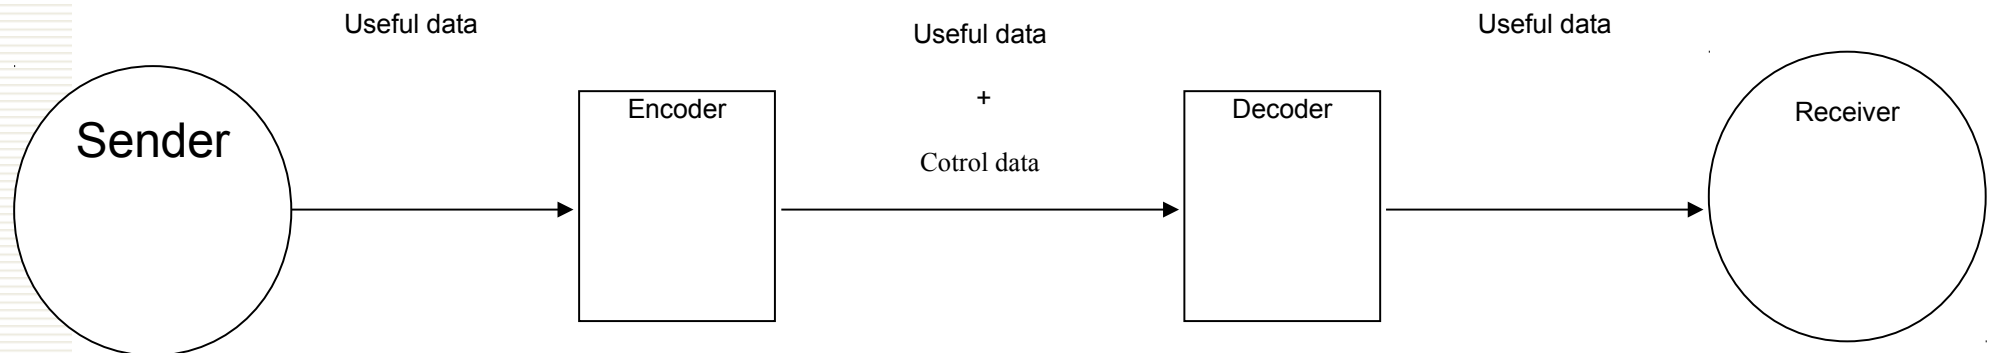 Useful data
Useful data
Useful data
+
Cotrol data
Sender
Encoder
Decoder
Receiver